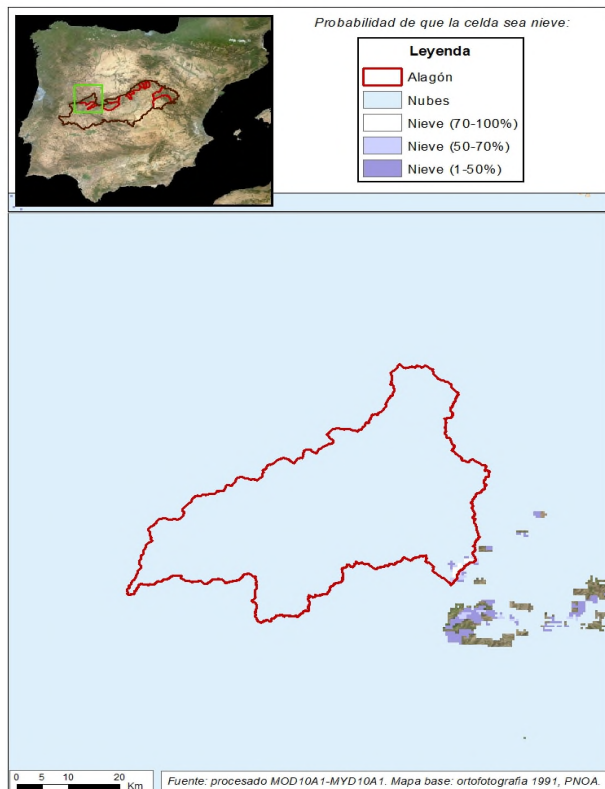 Probabilidad de que la celda sea nieve:
Leyenda
Alagón
Nubes
Nieve (70-100%)
Nieve (50-70%)
Nieve (1-50%)
0 5 10 20
Km
Fuente: procesado MOD10A1-MYD10A1. Mapa base: ortofotografia 1991, PNOA.